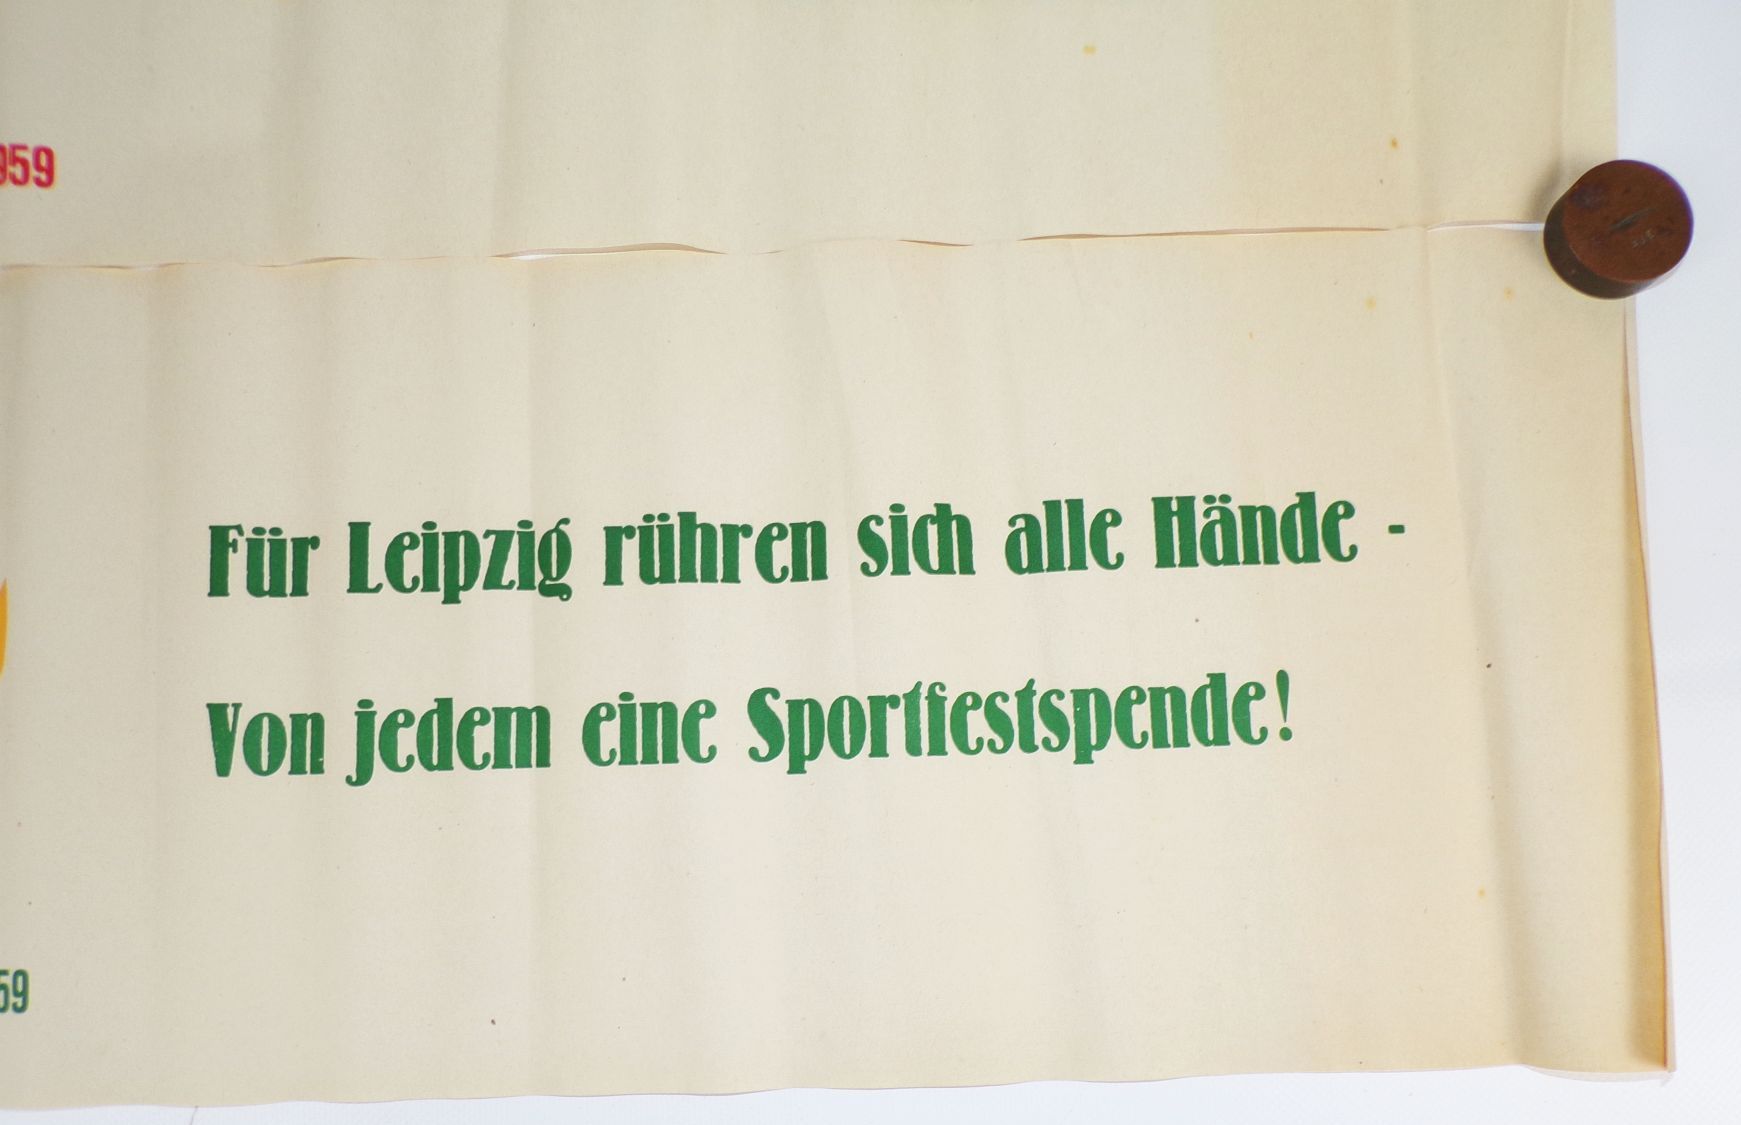 959
Für Leipzig rühren sich alle Hände -
Von jedem eine Sportfestspende!
59